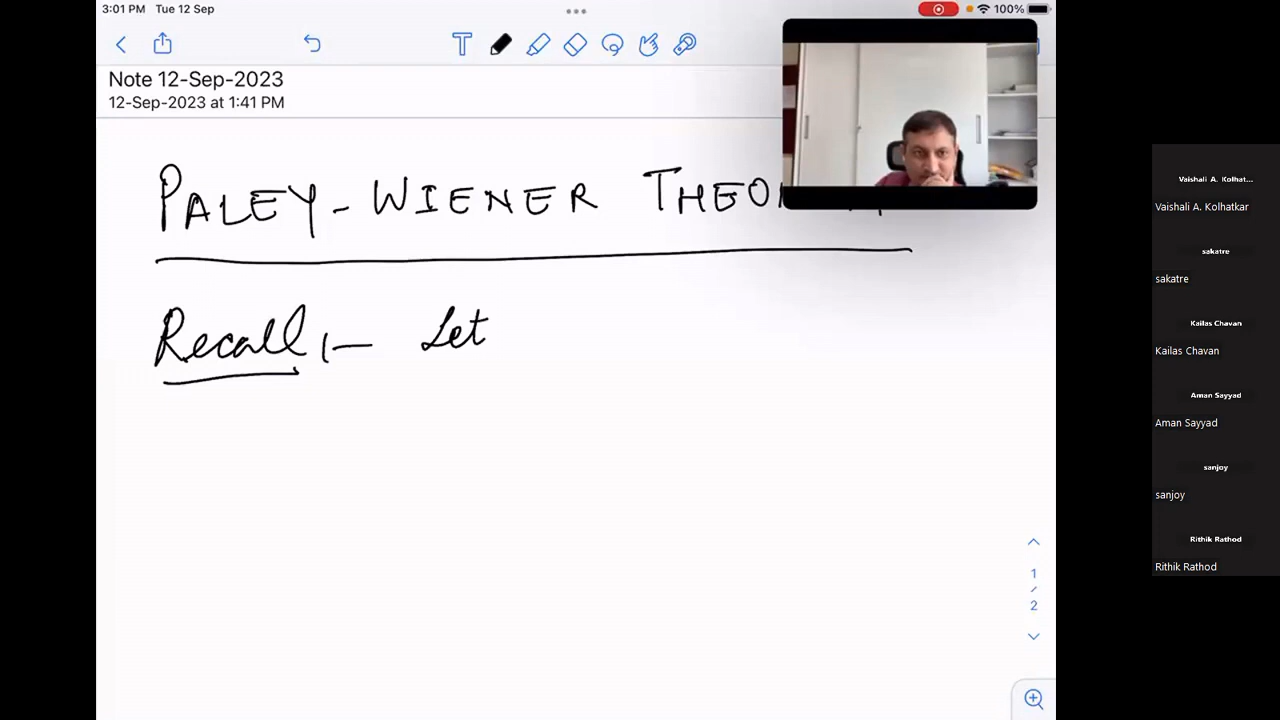 3:01 PM Tue 12 Sep
100%
Note 12-Sep-2023
12-Sep-2023 at 1:41 PM
PALEY-WIENER
Recall :- Let
1
/
2
Vaishali A. Kolhat...
Vaishali A. Kolhatkar
sakatre
sakatre
Kailas Chavan
Kailas Chavan
Aman Sayyad
Aman Sayyad
sanjoy
sanjoy
Rithik Rathod
Rithik Rathod